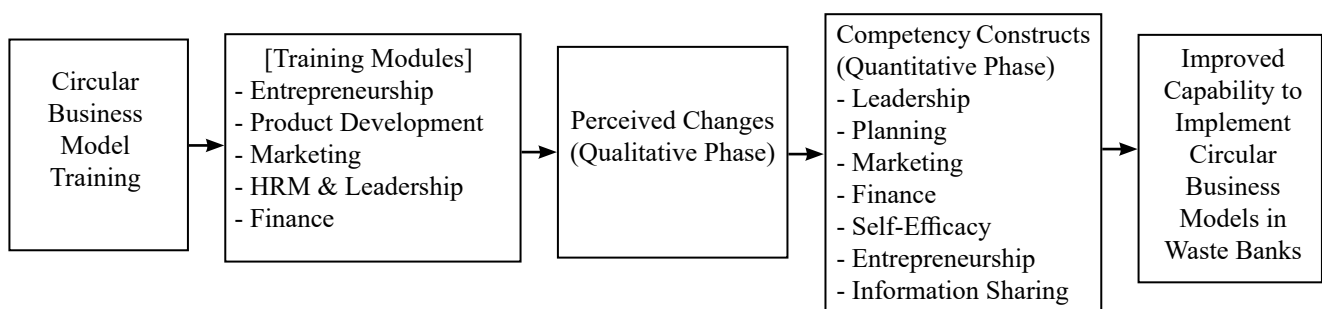 Circular
Business
Model
Training
[Training Modules]
- Entrepreneurship
- Product Development
- Marketing
- HRM & Leadership
- Finance
Perceived Changes
(Qualitative Phase)
Competency Constructs
(Quantitative Phase)
- Leadership
- Planning
- Marketing
- Finance
- Self-Efficacy
- Entrepreneurship
- Information Sharing
Improved
Capability to
Implement
Circular
Business
Models in
Waste Banks